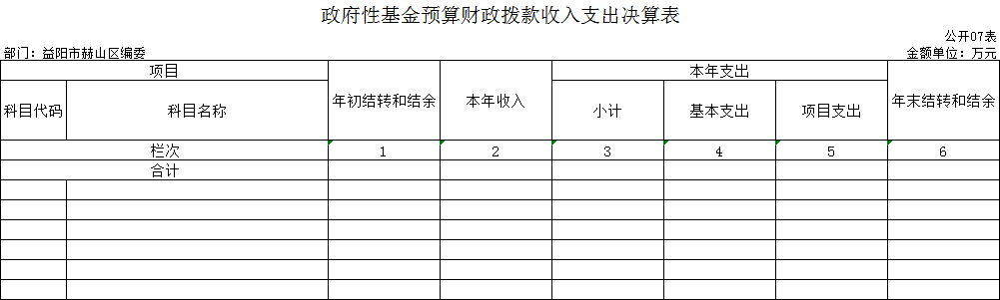 政府性基金预算财政拨款收入支出决算表
公开07表
部门：益阳市赫山区编委 金额单位：万元
项目 年初结转和结余 本年收入 本年支出 年末结转和结余
科目代码 科目名称 小计 基本支出 项目支出
栏次 1 2 3 4 5 6
合计